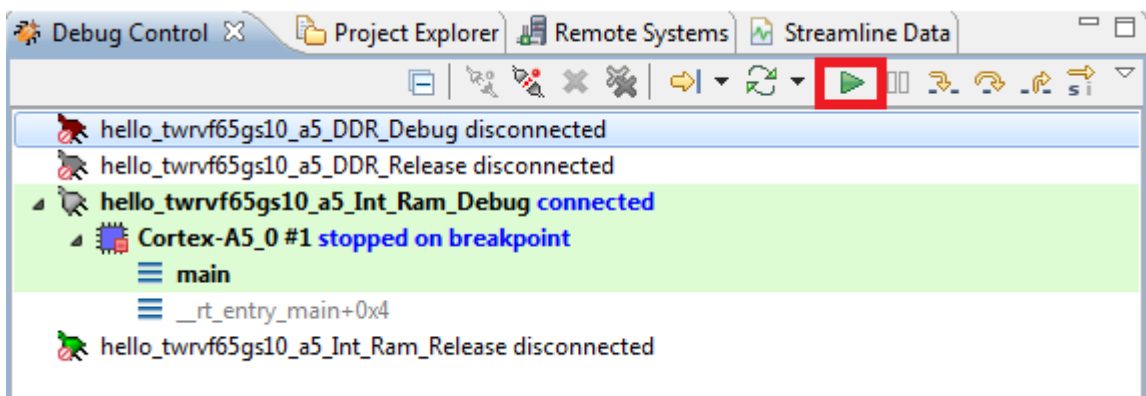 Debug Control Project Explorer Remote Systems Streamline Data
s i
hello_twrvf65gs10_a5_DDR_Debug disconnected
hello_twrvf65gs10_a5_DDR_Release disconnected
hello_twrvf65gs10_a5_Int_Ram_Debug connected
Cortex-A5_0 #1 stopped on breakpoint
main
__rt_entry_main+0x4
hello_twrvf65gs10_a5_Int_Ram_Release disconnected